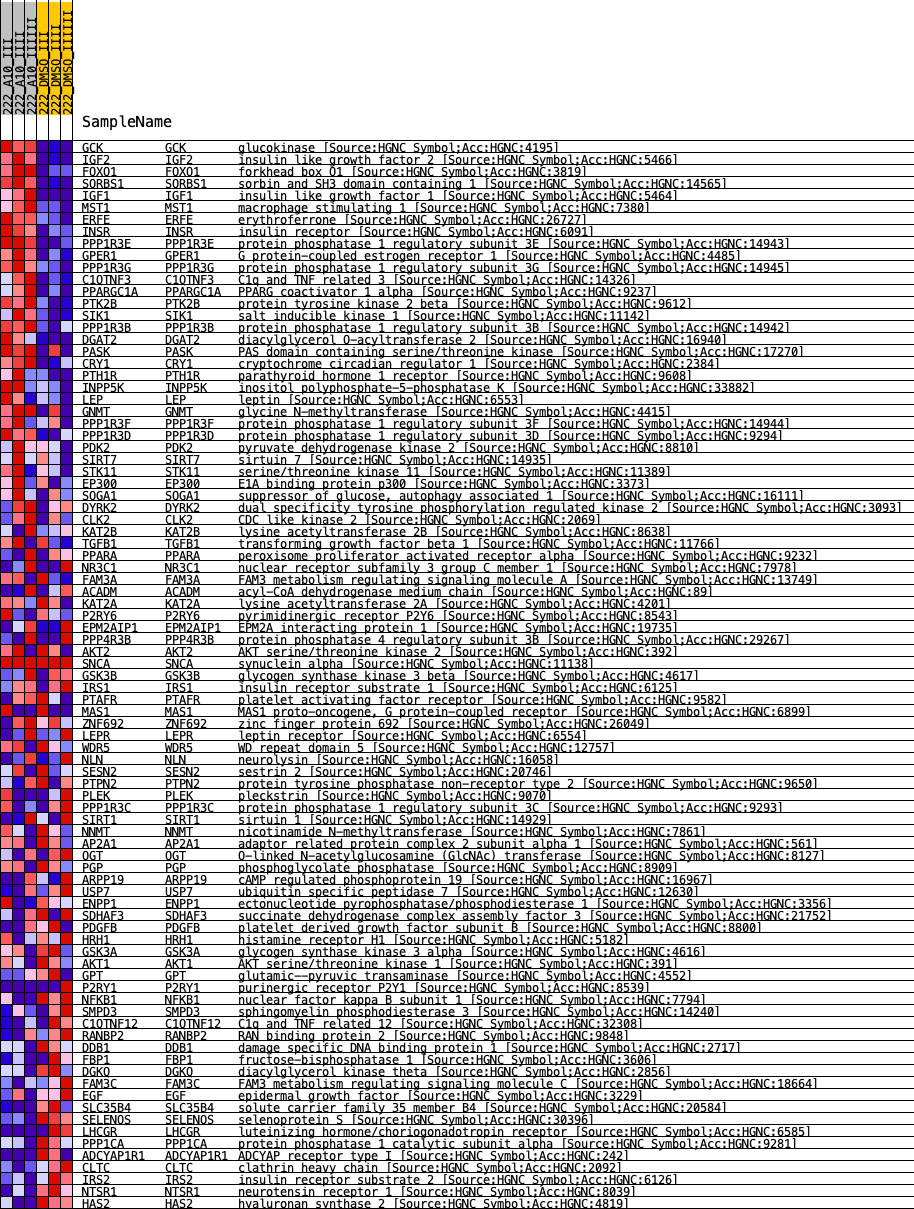 222_A10_III
222_A10_IIII
222_A10_IIIIII
222_DMSO_III
222_DMSO_IIII
222_DMSO_IIIIII
SampleName
GCK GCK glucokinase [Source:HGNC Symbol;Acc:HGNC:4195]
IGF2 IGF2 insulin like growth factor 2 [Source:HGNC Symbol;Acc:HGNC:5466]
FOXO1 FOXO1 forkhead box O1 [Source:HGNC Symbol;Acc:HGNC:3819]
SORBS1 SORBS1 sorbin and SH3 domain containing 1 [Source:HGNC Symbol;Acc:HGNC:14565]
IGF1 IGF1 insulin like growth factor 1 [Source:HGNC Symbol;Acc:HGNC:5464]
MST1 MST1 macrophage stimulating 1 [Source:HGNC Symbol;Acc:HGNC:7380]
ERFE ERFE erythroferrone [Source:HGNC Symbol;Acc:HGNC:26727]
INSR INSR insulin receptor [Source:HGNC Symbol;Acc:HGNC:6091]
PPP1R3E PPP1R3E protein phosphatase 1 regulatory subunit 3E [Source:HGNC Symbol;Acc:HGNC:14943]
GPER1 GPER1 G protein-coupled estrogen receptor 1 [Source:HGNC Symbol;Acc:HGNC:4485]
PPP1R3G PPP1R3G protein phosphatase 1 regulatory subunit 3G [Source:HGNC Symbol;Acc:HGNC:14945]
C1QTNF3 C1QTNF3 C1q and TNF related 3 [Source:HGNC Symbol;Acc:HGNC:14326]
PPARGC1A PPARGC1A PPARG coactivator 1 alpha [Source:HGNC Symbol;Acc:HGNC:9237]
PTK2B PTK2B protein tyrosine kinase 2 beta [Source:HGNC Symbol;Acc:HGNC:9612]
SIK1 SIK1 salt inducible kinase 1 [Source:HGNC Symbol;Acc:HGNC:11142]
PPP1R3B PPP1R3B protein phosphatase 1 regulatory subunit 3B [Source:HGNC Symbol;Acc:HGNC:14942]
DGAT2 DGAT2 diacylglycerol O-acyltransferase 2 [Source:HGNC Symbol;Acc:HGNC:16940]
PASK PASK PAS domain containing serine/threonine kinase [Source:HGNC Symbol;Acc:HGNC:17270]
CRY1 CRY1 cryptochrome circadian regulator 1 [Source:HGNC Symbol;Acc:HGNC:2384]
PTH1R PTH1R parathyroid hormone 1 receptor [Source:HGNC Symbol;Acc:HGNC:9608]
INPP5K INPP5K inositol polyphosphate-5-phosphatase K [Source:HGNC Symbol;Acc:HGNC:33882]
LEP LEP leptin [Source:HGNC Symbol;Acc:HGNC:6553]
GNMT GNMT glycine N-methyltransferase [Source:HGNC Symbol;Acc:HGNC:4415]
PPP1R3F PPP1R3F protein phosphatase 1 regulatory subunit 3F [Source:HGNC Symbol;Acc:HGNC:14944]
PPP1R3D PPP1R3D protein phosphatase 1 regulatory subunit 3D [Source:HGNC Symbol;Acc:HGNC:9294]
PDK2 PDK2 pyruvate dehydrogenase kinase 2 [Source:HGNC Symbol;Acc:HGNC:8810]
SIRT7 SIRT7 sirtuin 7 [Source:HGNC Symbol;Acc:HGNC:14935]
STK11 STK11 serine/threonine kinase 11 [Source:HGNC Symbol;Acc:HGNC:11389]
EP300 EP300 E1A binding protein p300 [Source:HGNC Symbol;Acc:HGNC:3373]
SOGA1 SOGA1 suppressor of glucose, autophagy associated 1 [Source:HGNC Symbol;Acc:HGNC:16111]
DYRK2 DYRK2 dual specificity tyrosine phosphorylation regulated kinase 2 [Source:HGNC Symbol;Acc:HGNC:3093]
CLK2 CLK2 CDC like kinase 2 [Source:HGNC Symbol;Acc:HGNC:2069]
KAT2B KAT2B lysine acetyltransferase 2B [Source:HGNC Symbol;Acc:HGNC:8638]
TGFB1 TGFB1 transforming growth factor beta 1 [Source:HGNC Symbol;Acc:HGNC:11766]
PPARA PPARA peroxisome proliferator activated receptor alpha [Source:HGNC Symbol;Acc:HGNC:9232]
NR3C1 NR3C1 nuclear receptor subfamily 3 group C member 1 [Source:HGNC Symbol;Acc:HGNC:7978]
FAM3A FAM3A FAM3 metabolism regulating signaling molecule A [Source:HGNC Symbol;Acc:HGNC:13749]
ACADM ACADM acyl-CoA dehydrogenase medium chain [Source:HGNC Symbol;Acc:HGNC:89]
KAT2A KAT2A lysine acetyltransferase 2A [Source:HGNC Symbol;Acc:HGNC:4201]
P2RY6 P2RY6 pyrimidinergic receptor P2Y6 [Source:HGNC Symbol;Acc:HGNC:8543]
EPM2AIP1 EPM2AIP1 EPM2A interacting protein 1 [Source:HGNC Symbol;Acc:HGNC:19735]
PPP4R3B PPP4R3B protein phosphatase 4 regulatory subunit 3B [Source:HGNC Symbol;Acc:HGNC:29267]
AKT2 AKT2 AKT serine/threonine kinase 2 [Source:HGNC Symbol;Acc:HGNC:392]
SNCA SNCA synuclein alpha [Source:HGNC Symbol;Acc:HGNC:11138]
GSK3B GSK3B glycogen synthase kinase 3 beta [Source:HGNC Symbol;Acc:HGNC:4617]
IRS1 IRS1 insulin receptor substrate 1 [Source:HGNC Symbol;Acc:HGNC:6125]
PTAFR PTAFR platelet activating factor receptor [Source:HGNC Symbol;Acc:HGNC:9582]
MAS1 MAS1 MAS1 proto-oncogene, G protein-coupled receptor [Source:HGNC Symbol;Acc:HGNC:6899]
ZNF692 ZNF692 zinc finger protein 692 [Source:HGNC Symbol;Acc:HGNC:26049]
LEPR LEPR leptin receptor [Source:HGNC Symbol;Acc:HGNC:6554]
WDR5 WDR5 WD repeat domain 5 [Source:HGNC Symbol;Acc:HGNC:12757]
NLN NLN neurolysin [Source:HGNC Symbol;Acc:HGNC:16058]
SESN2 SESN2 sestrin 2 [Source:HGNC Symbol;Acc:HGNC:20746]
PTPN2 PTPN2 protein tyrosine phosphatase non-receptor type 2 [Source:HGNC Symbol;Acc:HGNC:9650]
PLEK PLEK pleckstrin [Source:HGNC Symbol;Acc:HGNC:9070]
PPP1R3C PPP1R3C protein phosphatase 1 regulatory subunit 3C [Source:HGNC Symbol;Acc:HGNC:9293]
SIRT1 SIRT1 sirtuin 1 [Source:HGNC Symbol;Acc:HGNC:14929]
NNMT NNMT nicotinamide N-methyltransferase [Source:HGNC Symbol;Acc:HGNC:7861]
AP2A1 AP2A1 adaptor related protein complex 2 subunit alpha 1 [Source:HGNC Symbol;Acc:HGNC:561]
OGT OGT O-linked N-acetylglucosamine (GlcNAc) transferase [Source:HGNC Symbol;Acc:HGNC:8127]
PGP PGP phosphoglycolate phosphatase [Source:HGNC Symbol;Acc:HGNC:8909]
ARPP19 ARPP19 cAMP regulated phosphoprotein 19 [Source:HGNC Symbol;Acc:HGNC:16967]
USP7 USP7 ubiquitin specific peptidase 7 [Source:HGNC Symbol;Acc:HGNC:12630]
ENPP1 ENPP1 ectonucleotide pyrophosphatase/phosphodiesterase 1 [Source:HGNC Symbol;Acc:HGNC:3356]
SDHAF3 SDHAF3 succinate dehydrogenase complex assembly factor 3 [Source:HGNC Symbol;Acc:HGNC:21752]
PDGFB PDGFB platelet derived growth factor subunit B [Source:HGNC Symbol;Acc:HGNC:8800]
HRH1 HRH1 histamine receptor H1 [Source:HGNC Symbol;Acc:HGNC:5182]
GSK3A GSK3A glycogen synthase kinase 3 alpha [Source:HGNC Symbol;Acc:HGNC:4616]
AKT1 AKT1 AKT serine/threonine kinase 1 [Source:HGNC Symbol;Acc:HGNC:391]
GPT GPT glutamic--pyruvic transaminase [Source:HGNC Symbol;Acc:HGNC:4552]
P2RY1 P2RY1 purinergic receptor P2Y1 [Source:HGNC Symbol;Acc:HGNC:8539]
NFKB1 NFKB1 nuclear factor kappa B subunit 1 [Source:HGNC Symbol;Acc:HGNC:7794]
SMPD3 SMPD3 sphingomyelin phosphodiesterase 3 [Source:HGNC Symbol;Acc:HGNC:14240]
C1QTNF12 C1QTNF12 C1q and TNF related 12 [Source:HGNC Symbol;Acc:HGNC:32308]
RANBP2 RANBP2 RAN binding protein 2 [Source:HGNC Symbol;Acc:HGNC:9848]
DDB1 DDB1 damage specific DNA binding protein 1 [Source:HGNC Symbol;Acc:HGNC:2717]
FBP1 FBP1 fructose-bisphosphatase 1 [Source:HGNC Symbol;Acc:HGNC:3606]
DGKQ DGKQ diacylglycerol kinase theta [Source:HGNC Symbol;Acc:HGNC:2856]
FAM3C FAM3C FAM3 metabolism regulating signaling molecule C [Source:HGNC Symbol;Acc:HGNC:18664]
EGF EGF epidermal growth factor [Source:HGNC Symbol;Acc:HGNC:3229]
SLC35B4 SLC35B4 solute carrier family 35 member B4 [Source:HGNC Symbol;Acc:HGNC:20584]
SELENOS SELENOS selenoprotein S [Source:HGNC Symbol;Acc:HGNC:30396]
LHCGR LHCGR luteinizing hormone/choriogonadotropin receptor [Source:HGNC Symbol;Acc:HGNC:6585]
PPP1CA PPP1CA protein phosphatase 1 catalytic subunit alpha [Source:HGNC Symbol;Acc:HGNC:9281]
ADCYAP1R1 ADCYAP1R1 ADCYAP receptor type I [Source:HGNC Symbol;Acc:HGNC:242]
CLTC CLTC clathrin heavy chain [Source:HGNC Symbol;Acc:HGNC:2092]
IRS2 IRS2 insulin receptor substrate 2 [Source:HGNC Symbol;Acc:HGNC:6126]
NTSR1 NTSR1 neurotensin receptor 1 [Source:HGNC Symbol;Acc:HGNC:8039]
HAS2 HAS2 hyaluronan synthase 2 [Source:HGNC Symbol;Acc:HGNC:4819]